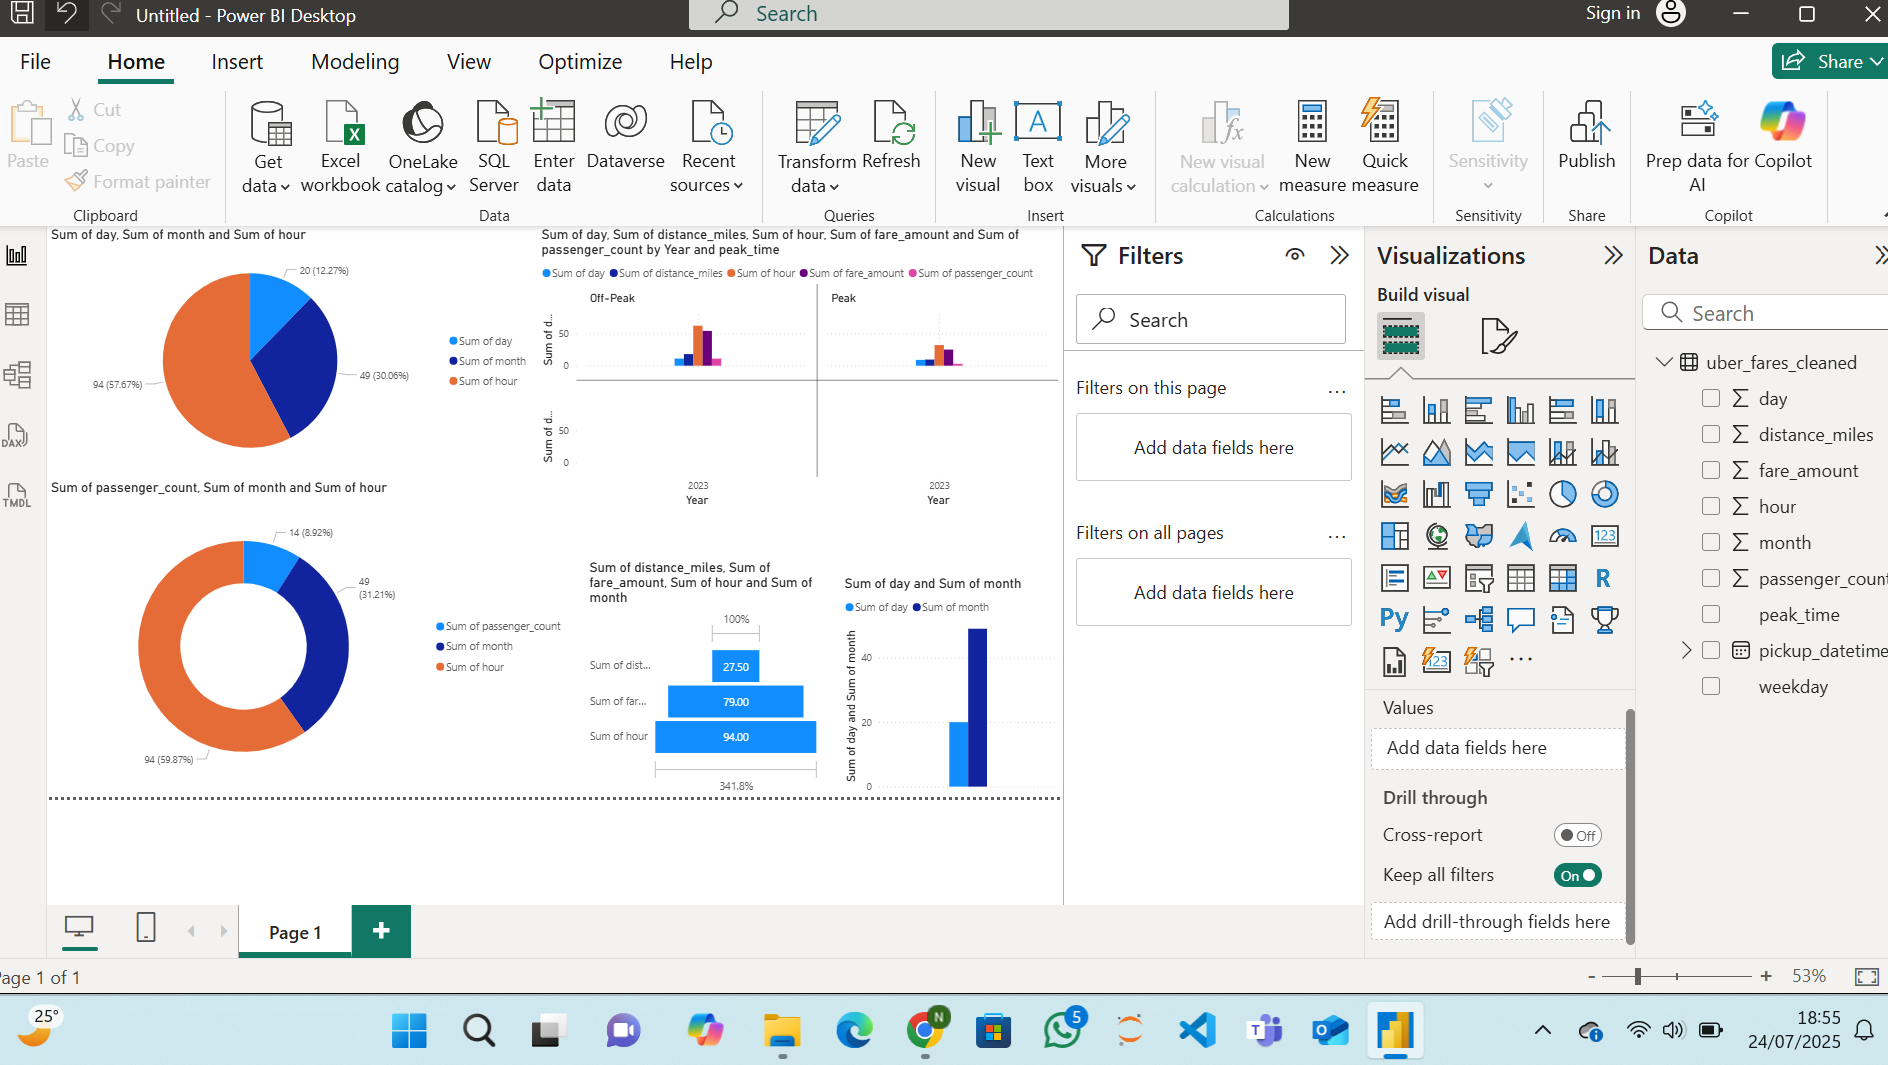 Untitled - Power BI Desktop
Search
Sign in
File
Home
Insert
Modeling
View
Optimize
Help
Share
Paste
Cut
Copy
Format painter
Clipboard
Get data
Excel workbook
OneLake catalog
SQL Server
Enter data
Dataverse
Recent sources
Data
Transform data
Refresh
Queries
New visual
Text box
More visuals
Insert
New visual calculation
New measure
Quick measure
Calculations
Sensitivity
Sensitivity
Publish
Share
Prep data for AI
Copilot
Copilot
Sum of day, Sum of month and Sum of hour
20 (12.27%)
49 (30.06%)
94 (57.67%)
Sum of day
Sum of month
Sum of hour
Sum of day, Sum of distance_miles, Sum of hour, Sum of fare_amount and Sum of
passenger_count by Year and peak_time
Sum of day Sum of distance_miles Sum of hour Sum of fare_amount Sum of passenger_count
Off-Peak
Peak
Sum of d...
50
0
Sum of d...
50
0
2023
Year
2023
Year
Sum of passenger_count, Sum of month and Sum of hour
14 (8.92%)
49
(31.21%)
94 (59.87%)
Sum of passenger_count
Sum of month
Sum of hour
Sum of distance_miles, Sum of
fare_amount, Sum of hour and Sum of
month
100%
Sum of dist...
27.50
Sum of far...
79.00
Sum of hour
94.00
341.8%
Sum of day and Sum of month
Sum of day Sum of month
Sum of day and Sum of month
40
20
0
Filters
Search
Filters on this page
...
Add data fields here
Filters on all pages
...
Add data fields here
Visualizations
Build visual
123
R
Py
123
...
Values
Add data fields here
Drill through
Cross-report
Off
Keep all filters
On
Add drill-through fields here
Data
Search
uber_fares_cleaned
day
distance_miles
fare_amount
hour
month
passenger_count
peak_time
pickup_datetime
weekday
DAX
TMDL
Page 1
+
age 1 of 1
- + 53%
25°
N
5
18:55
24/07/2025